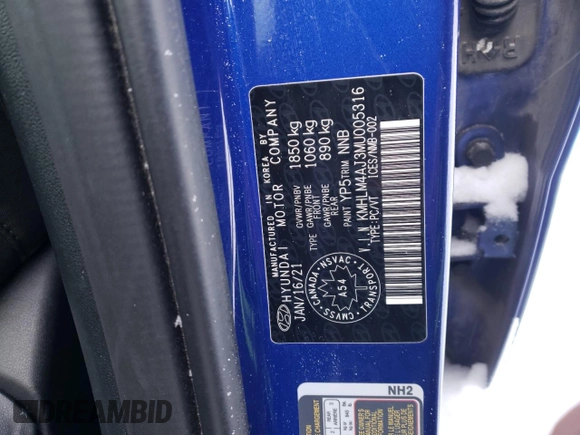 MANUFACTURED IN KOREA BY
HYUNDAI MOTOR COMPANY
JAN/16/21
GVWR/PNBV 1850 kg
TYPE GAWR/PNBE FRONT 1060 kg
GAWR/PNBE REAR 890 kg
PAINT YP5 TRIM NNB
V.I.N KMHLM4AJ3MU005316
TYPE:PC/VT ICES/NMB-002
CANADA · NSVAC · TRANSPORT · CMVSS
A54
NH2
DREAMBID